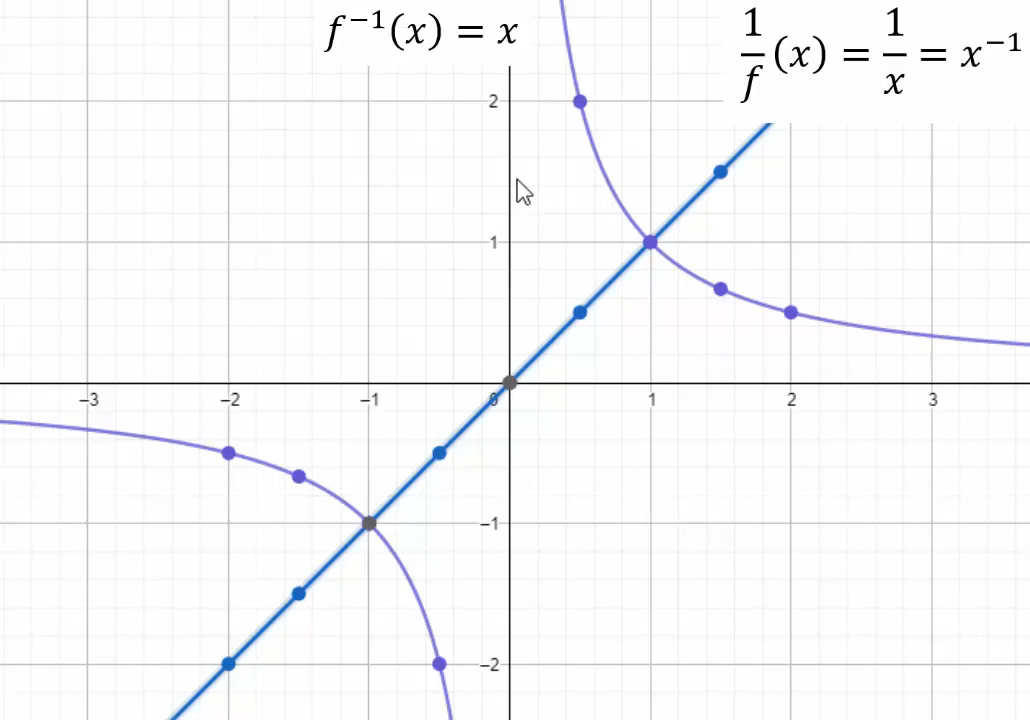 f⁻¹(x) = x
1/f (x) = 1/x = x⁻¹
2
1
−3 −2 −1 0 1 2 3
−1
−2